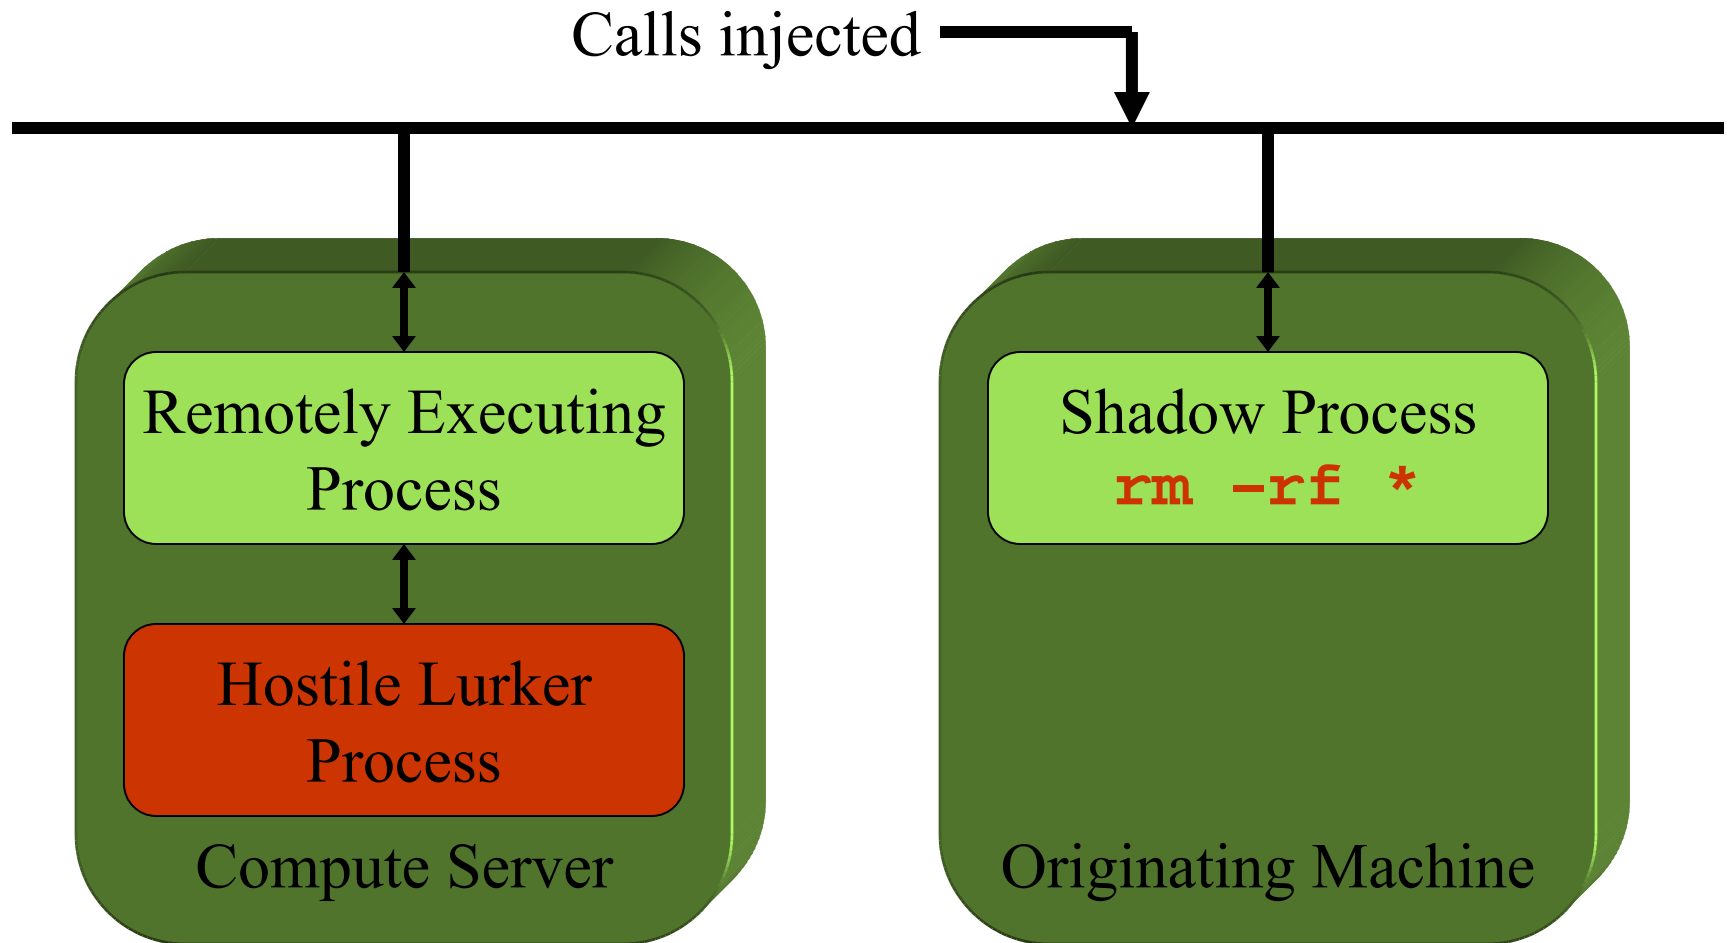 Calls injected
Remotely Executing
Process
Shadow Process
rm –rf *
Hostile Lurker
Process
Compute Server
Originating Machine